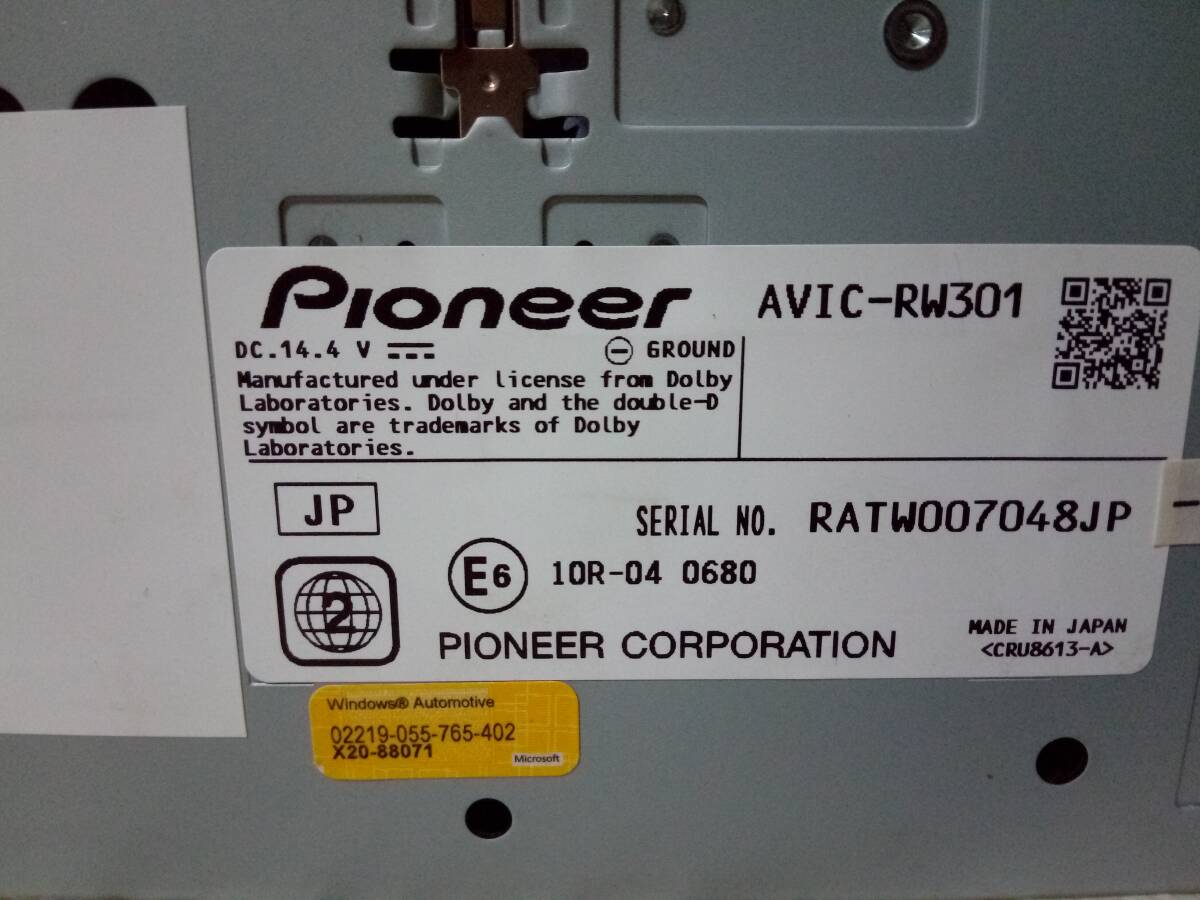 Pioneer
AVIC-RW301
DC.14.4 V
GROUND
Manufactured under license from Dolby
Laboratories. Dolby and the double-D
symbol are trademarks of Dolby
Laboratories.
JP
SERIAL NO. RATW007048JP
2
E6 10R-04 0680
PIONEER CORPORATION
MADE IN JAPAN
<CRU8613-A>
Windows® Automotive
02219-055-765-402
X20-88071
Microsoft